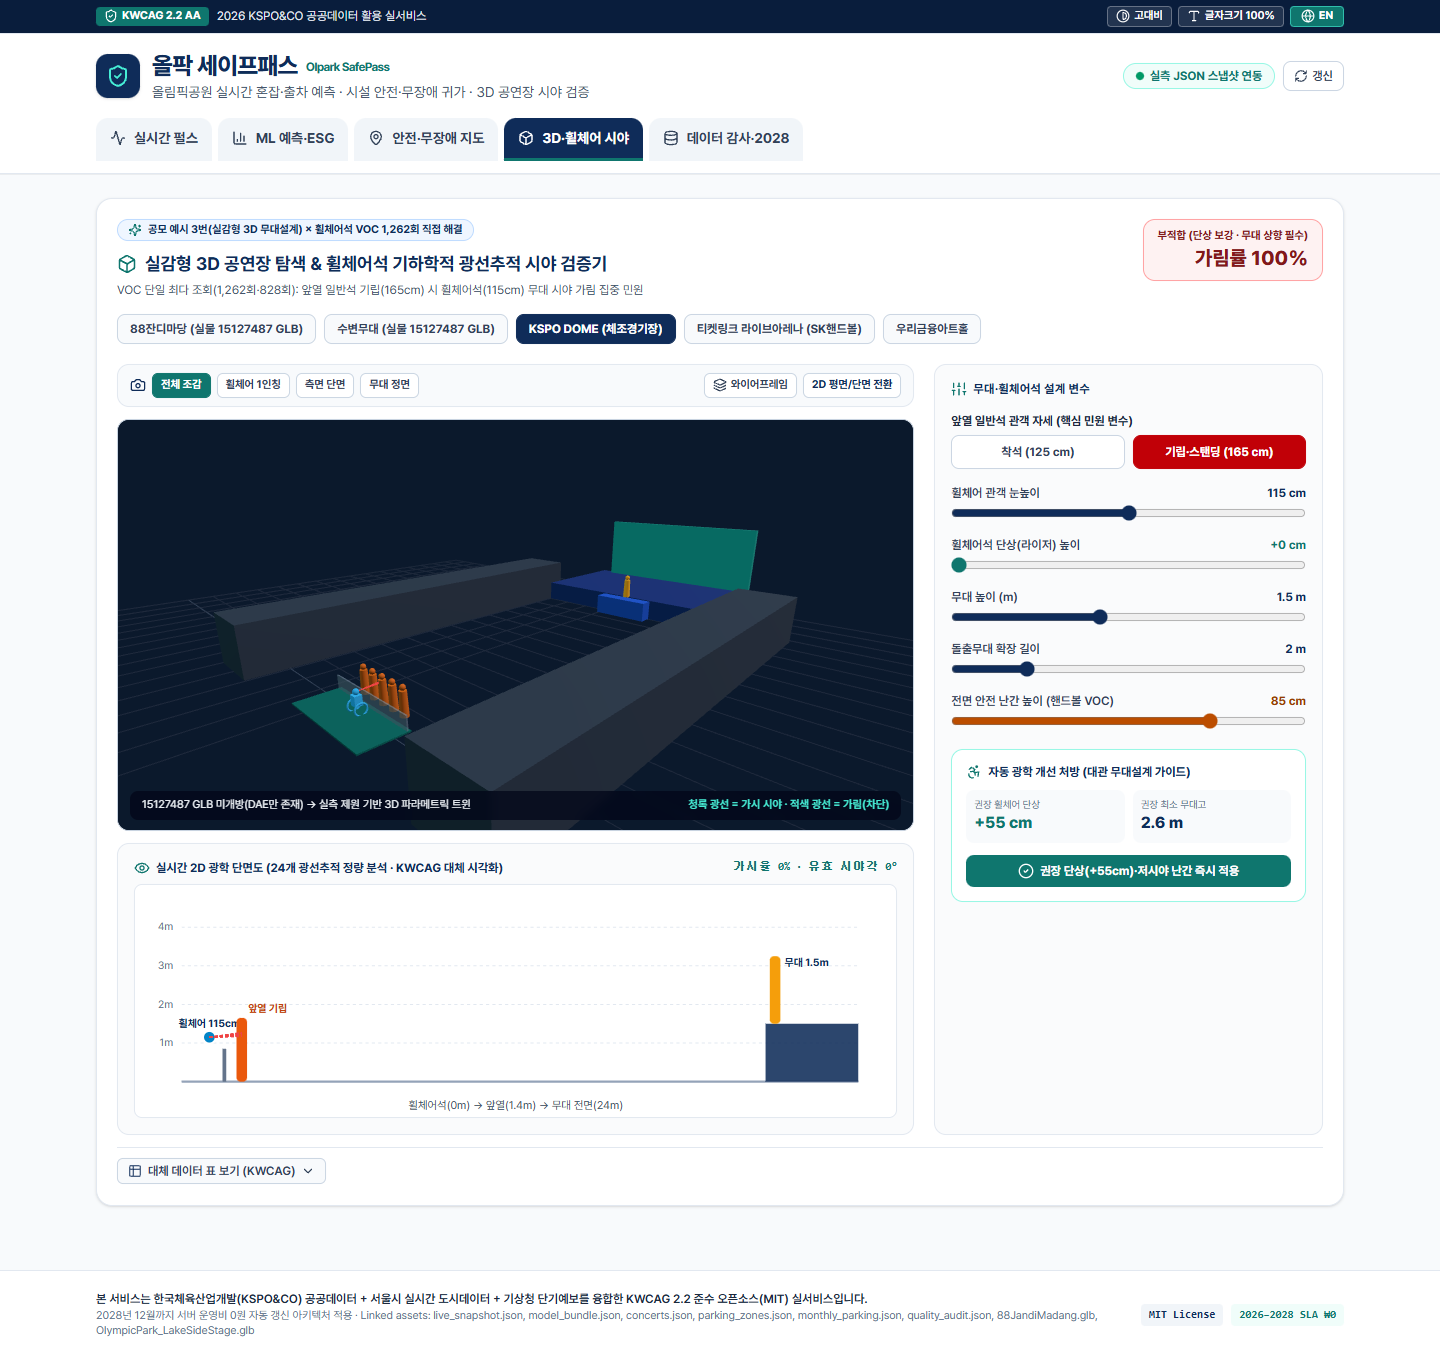 KWCAG 2.2 AA 2026 KSPO&CO 공공데이터 활용 실서비스
고대비 글자크기 100% EN
올팍 세이프패스 Olpark SafePass
올림픽공원 실시간 혼잡·출차 예측 · 시설 안전·무장애 귀가 · 3D 공연장 시야 검증
실측 JSON 스냅샷 연동 갱신
실시간 펄스 ML 예측·ESG 안전·무장애 지도 3D·휠체어 시야 데이터 감사·2028
공모 예시 3번(실감형 3D 무대설계) × 휠체어석 VOC 1,262회 직접 해결
실감형 3D 공연장 탐색 & 휠체어석 기하학적 광선추적 시야 검증기
VOC 단일 최다 조회(1,262회·828회): 앞열 일반석 기립(165cm) 시 휠체어석(115cm) 무대 시야 가림 집중 민원
부적합 (단상 보강 · 무대 상향 필수)
가림률 100%
88잔디마당 (실물 15127487 GLB) 수변무대 (실물 15127487 GLB) KSPO DOME (체조경기장) 티켓링크 라이브아레나 (SK핸드볼) 우리금융아트홀
전체 조감 휠체어 1인칭 측면 단면 무대 정면 와이어프레임 2D 평면/단면 전환
15127487 GLB 미개방(DAE만 존재) → 실측 제원 기반 3D 파라메트릭 트윈
청록 광선 = 가시 시야 · 적색 광선 = 가림(차단)
실시간 2D 광학 단면도 (24개 광선추적 정량 분석 · KWCAG 대체 시각화)
가시율 0% · 유효 시야각 0°
4m
3m
2m
1m
휠체어 115cm
앞열 기립
무대 1.5m
휠체어석(0m) → 앞열(1.4m) → 무대 전면(24m)
무대·휠체어석 설계 변수
앞열 일반석 관객 자세 (핵심 민원 변수)
착석 (125 cm) 기립·스탠딩 (165 cm)
휠체어 관객 눈높이 115 cm
휠체어석 단상(라이저) 높이 +0 cm
무대 높이 (m) 1.5 m
돌출무대 확장 길이 2 m
전면 안전 난간 높이 (핸드볼 VOC) 85 cm
자동 광학 개선 처방 (대관 무대설계 가이드)
권장 휠체어 단상 권장 최소 무대고
+55 cm 2.6 m
권장 단상(+55cm)·저시야 난간 즉시 적용
대체 데이터 표 보기 (KWCAG)
본 서비스는 한국체육산업개발(KSPO&CO) 공공데이터 + 서울시 실시간 도시데이터 + 기상청 단기예보를 융합한 KWCAG 2.2 준수 오픈소스(MIT) 실서비스입니다.
2028년 12월까지 서버 운영비 0원 자동 갱신 아키텍처 적용 · Linked assets: live_snapshot.json, model_bundle.json, concerts.json, parking_zones.json, monthly_parking.json, quality_audit.json, 88JandiMadang.glb,
OlympicPark_LakeSideStage.glb
MIT License 2026–2028 SLA ₩0